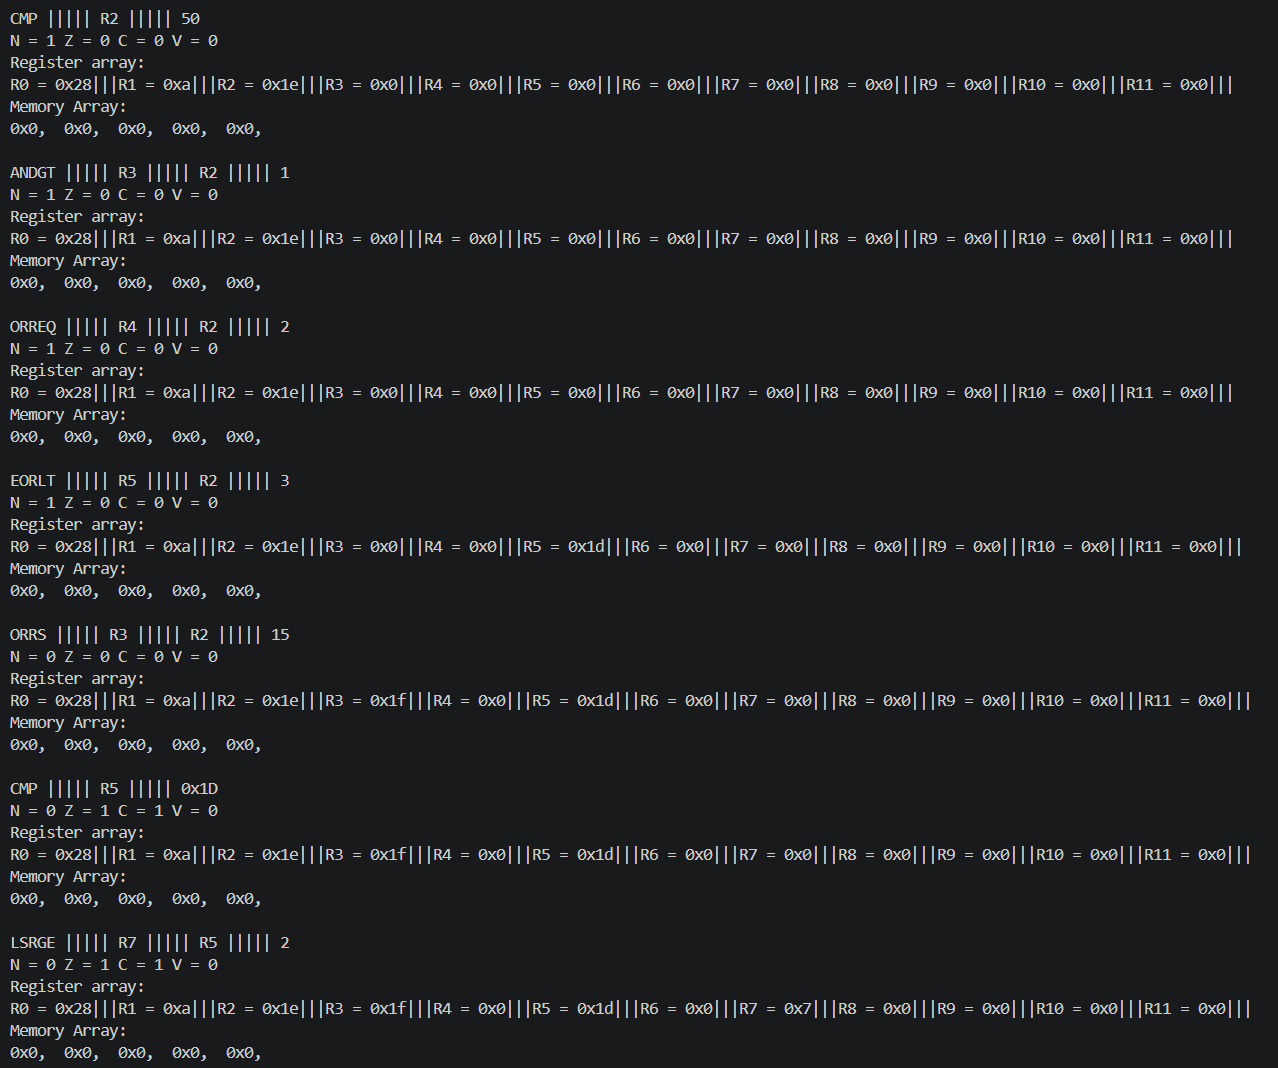 CMP ||||| R2 ||||| 50
N = 1 Z = 0 C = 0 V = 0
Register array:
R0 = 0x28|||R1 = 0xa|||R2 = 0x1e|||R3 = 0x0|||R4 = 0x0|||R5 = 0x0|||R6 = 0x0|||R7 = 0x0|||R8 = 0x0|||R9 = 0x0|||R10 = 0x0|||R11 = 0x0|||
Memory Array:
0x0,  0x0,  0x0,  0x0,  0x0,

ANDGT ||||| R3 ||||| R2 ||||| 1
N = 1 Z = 0 C = 0 V = 0
Register array:
R0 = 0x28|||R1 = 0xa|||R2 = 0x1e|||R3 = 0x0|||R4 = 0x0|||R5 = 0x0|||R6 = 0x0|||R7 = 0x0|||R8 = 0x0|||R9 = 0x0|||R10 = 0x0|||R11 = 0x0|||
Memory Array:
0x0,  0x0,  0x0,  0x0,  0x0,

ORREQ ||||| R4 ||||| R2 ||||| 2
N = 1 Z = 0 C = 0 V = 0
Register array:
R0 = 0x28|||R1 = 0xa|||R2 = 0x1e|||R3 = 0x0|||R4 = 0x0|||R5 = 0x0|||R6 = 0x0|||R7 = 0x0|||R8 = 0x0|||R9 = 0x0|||R10 = 0x0|||R11 = 0x0|||
Memory Array:
0x0,  0x0,  0x0,  0x0,  0x0,

EORLT ||||| R5 ||||| R2 ||||| 3
N = 1 Z = 0 C = 0 V = 0
Register array:
R0 = 0x28|||R1 = 0xa|||R2 = 0x1e|||R3 = 0x0|||R4 = 0x0|||R5 = 0x1d|||R6 = 0x0|||R7 = 0x0|||R8 = 0x0|||R9 = 0x0|||R10 = 0x0|||R11 = 0x0|||
Memory Array:
0x0,  0x0,  0x0,  0x0,  0x0,

ORRS ||||| R3 ||||| R2 ||||| 15
N = 0 Z = 0 C = 0 V = 0
Register array:
R0 = 0x28|||R1 = 0xa|||R2 = 0x1e|||R3 = 0x1f|||R4 = 0x0|||R5 = 0x1d|||R6 = 0x0|||R7 = 0x0|||R8 = 0x0|||R9 = 0x0|||R10 = 0x0|||R11 = 0x0|||
Memory Array:
0x0,  0x0,  0x0,  0x0,  0x0,

CMP ||||| R5 ||||| 0x1D
N = 0 Z = 1 C = 1 V = 0
Register array:
R0 = 0x28|||R1 = 0xa|||R2 = 0x1e|||R3 = 0x1f|||R4 = 0x0|||R5 = 0x1d|||R6 = 0x0|||R7 = 0x0|||R8 = 0x0|||R9 = 0x0|||R10 = 0x0|||R11 = 0x0|||
Memory Array:
0x0,  0x0,  0x0,  0x0,  0x0,

LSRGE ||||| R7 ||||| R5 ||||| 2
N = 0 Z = 1 C = 1 V = 0
Register array:
R0 = 0x28|||R1 = 0xa|||R2 = 0x1e|||R3 = 0x1f|||R4 = 0x0|||R5 = 0x1d|||R6 = 0x0|||R7 = 0x7|||R8 = 0x0|||R9 = 0x0|||R10 = 0x0|||R11 = 0x0|||
Memory Array:
0x0,  0x0,  0x0,  0x0,  0x0,